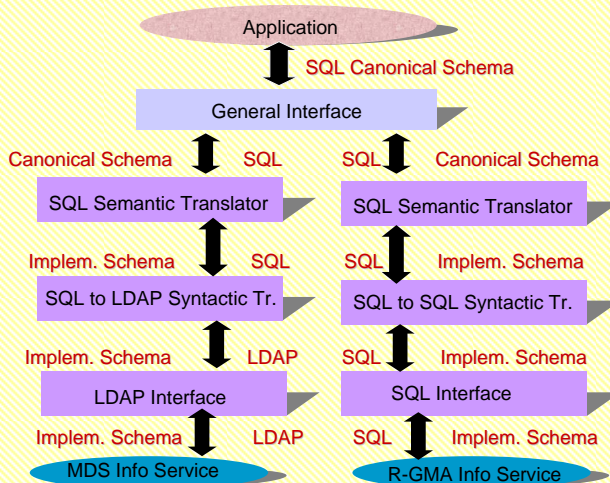 Application
SQL Canonical Schema
General Interface
Canonical Schema SQL SQL Canonical Schema
SQL Semantic Translator SQL Semantic Translator
Implem. Schema SQL SQL Implem. Schema
SQL to LDAP Syntactic Tr. SQL to SQL Syntactic Tr.
Implem. Schema LDAP SQL Implem. Schema
LDAP Interface SQL Interface
Implem. Schema LDAP SQL Implem. Schema
MDS Info Service R-GMA Info Service